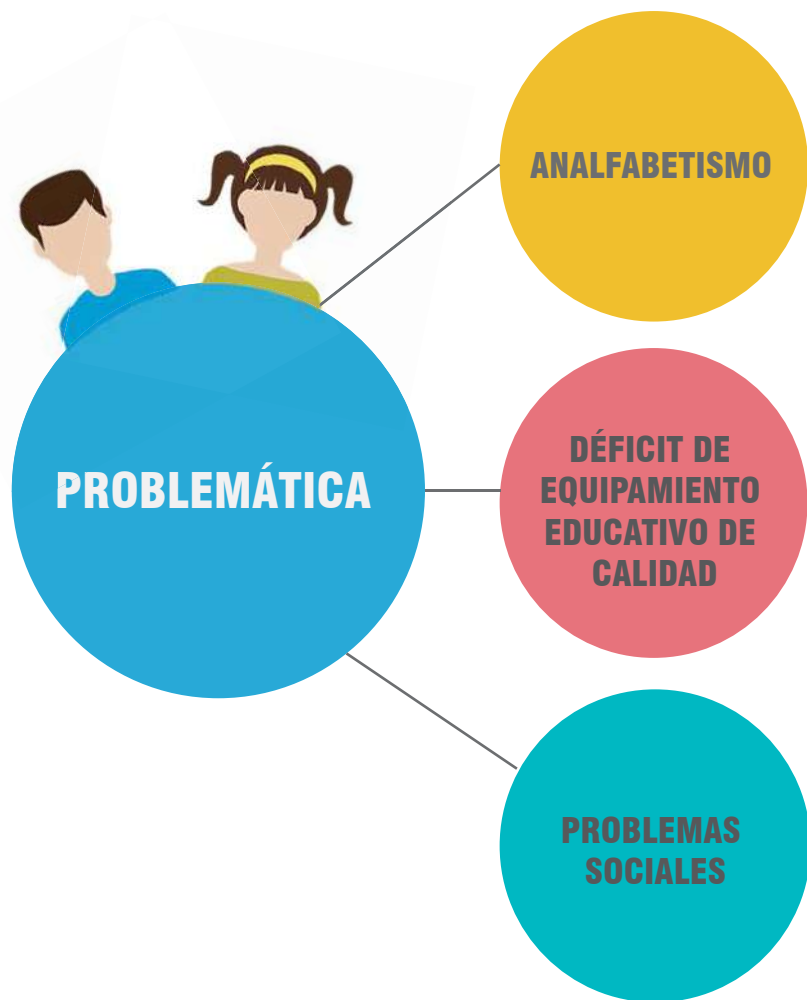 ANALFABETISMO
PROBLEMÁTICA
DÉFICIT DE
EQUIPAMIENTO
EDUCATIVO DE
CALIDAD
PROBLEMAS
SOCIALES